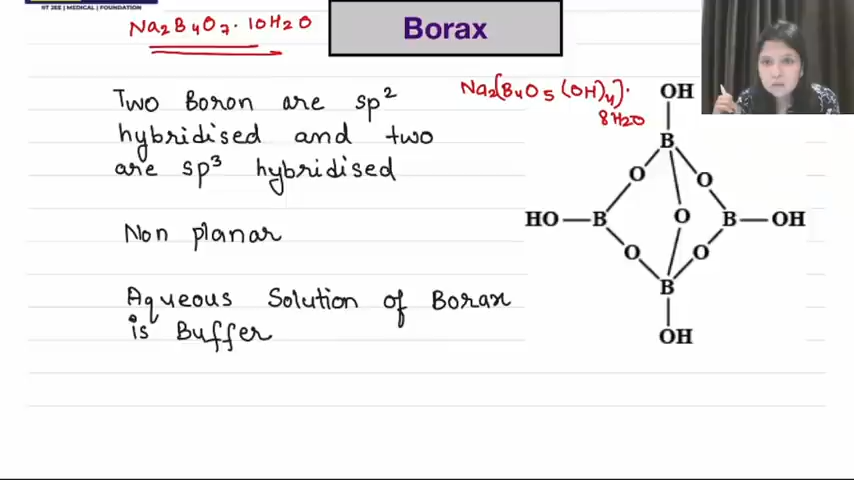 IIT JEE | MEDICAL | FOUNDATION
Na2B4O7·10H2O
Borax
Two Boron are sp²
hybridised and two
are sp³ hybridised
Non planar
Aqueous Solution of Borax
is Buffer
Na2[B4O5(OH)4]·
8H2O
OH
B
O O
HO B O B OH
O O
B
OH